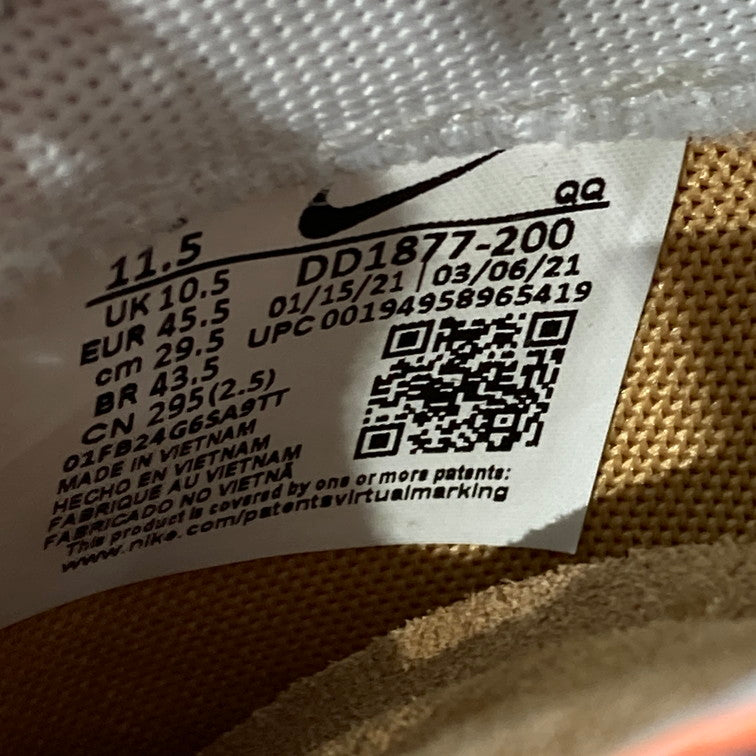 QQ
11.5
DD1877-200
UK 10.5
01/15/21 | 03/06/21
EUR 45.5
UPC 00194958965419
cm 29.5
BR 43.5
CN 295(2.5)
01FB24G6SA9TT
MADE IN VIETNAM
HECHO EN VIETNAM
FABRIQUE AU VIETNAM
FABRICADO NO VIETNÃ
This product is covered by one or more patents:
www.nike.com/patentsvirtualmarking